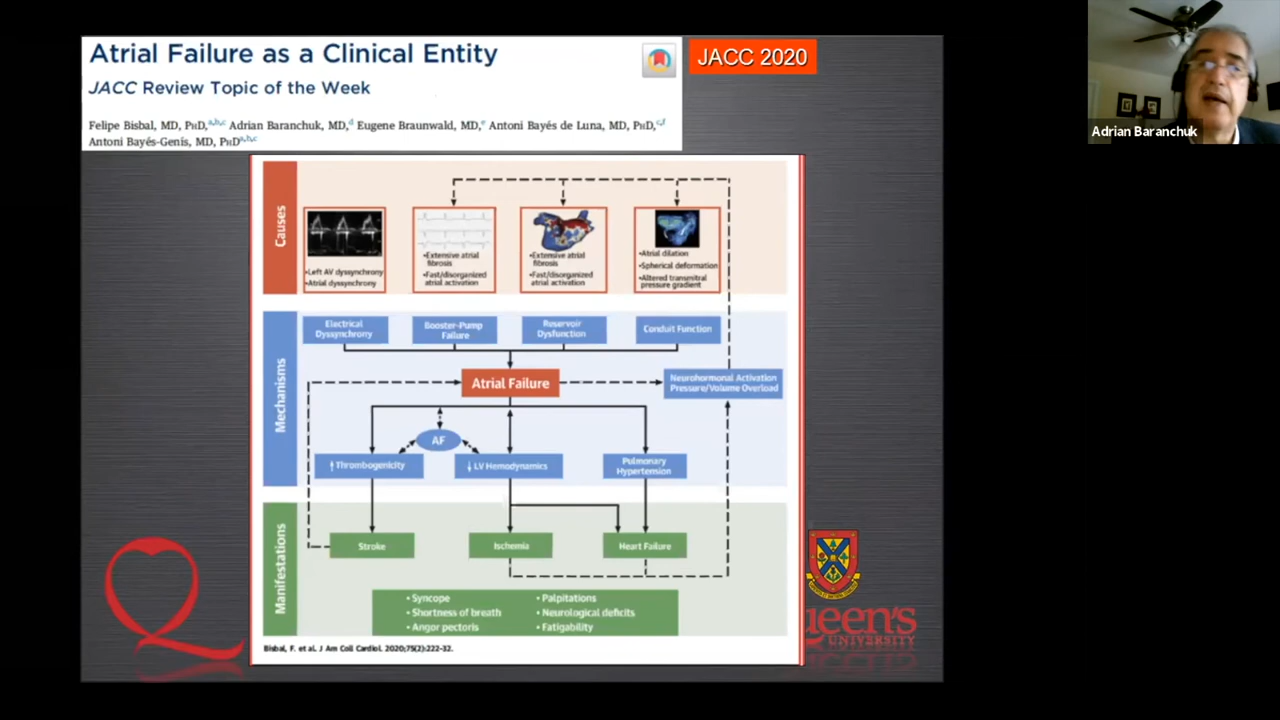 Atrial Failure as a Clinical Entity
JACC Review Topic of the Week
JACC 2020
Felipe Bisbal, MD, PHD,a,b,c Adrian Baranchuk, MD,d Eugene Braunwald, MD,e Antoni Bayés de Luna, MD, PHD,c,f
Antoni Bayés-Genís, MD, PHDa,b,c
Adrian Baranchuk
Causes
•Left AV dyssynchrony
•Atrial dyssynchrony
•Extensive atrial
fibrosis
•Fast/disorganized
atrial activation
•Extensive atrial
fibrosis
•Fast/disorganized
atrial activation
•Atrial dilation
•Spherical deformation
•Altered transmitral
pressure gradient
Mechanisms
Electrical
Dyssynchrony
Booster-Pump
Failure
Reservoir
Dysfunction
Conduit Function
Atrial Failure
Neurohormonal Activation
Pressure/Volume Overload
AF
↑ Thrombogenicity
↓ LV Hemodynamics
Pulmonary
Hypertension
Manifestations
Stroke
Ischemia
Heart Failure
• Syncope
• Shortness of breath
• Angor pectoris
• Palpitations
• Neurological deficits
• Fatigability
Bisbal, F. et al. J Am Coll Cardiol. 2020;75(2):222-32.
ueen's
UNIVERSITY